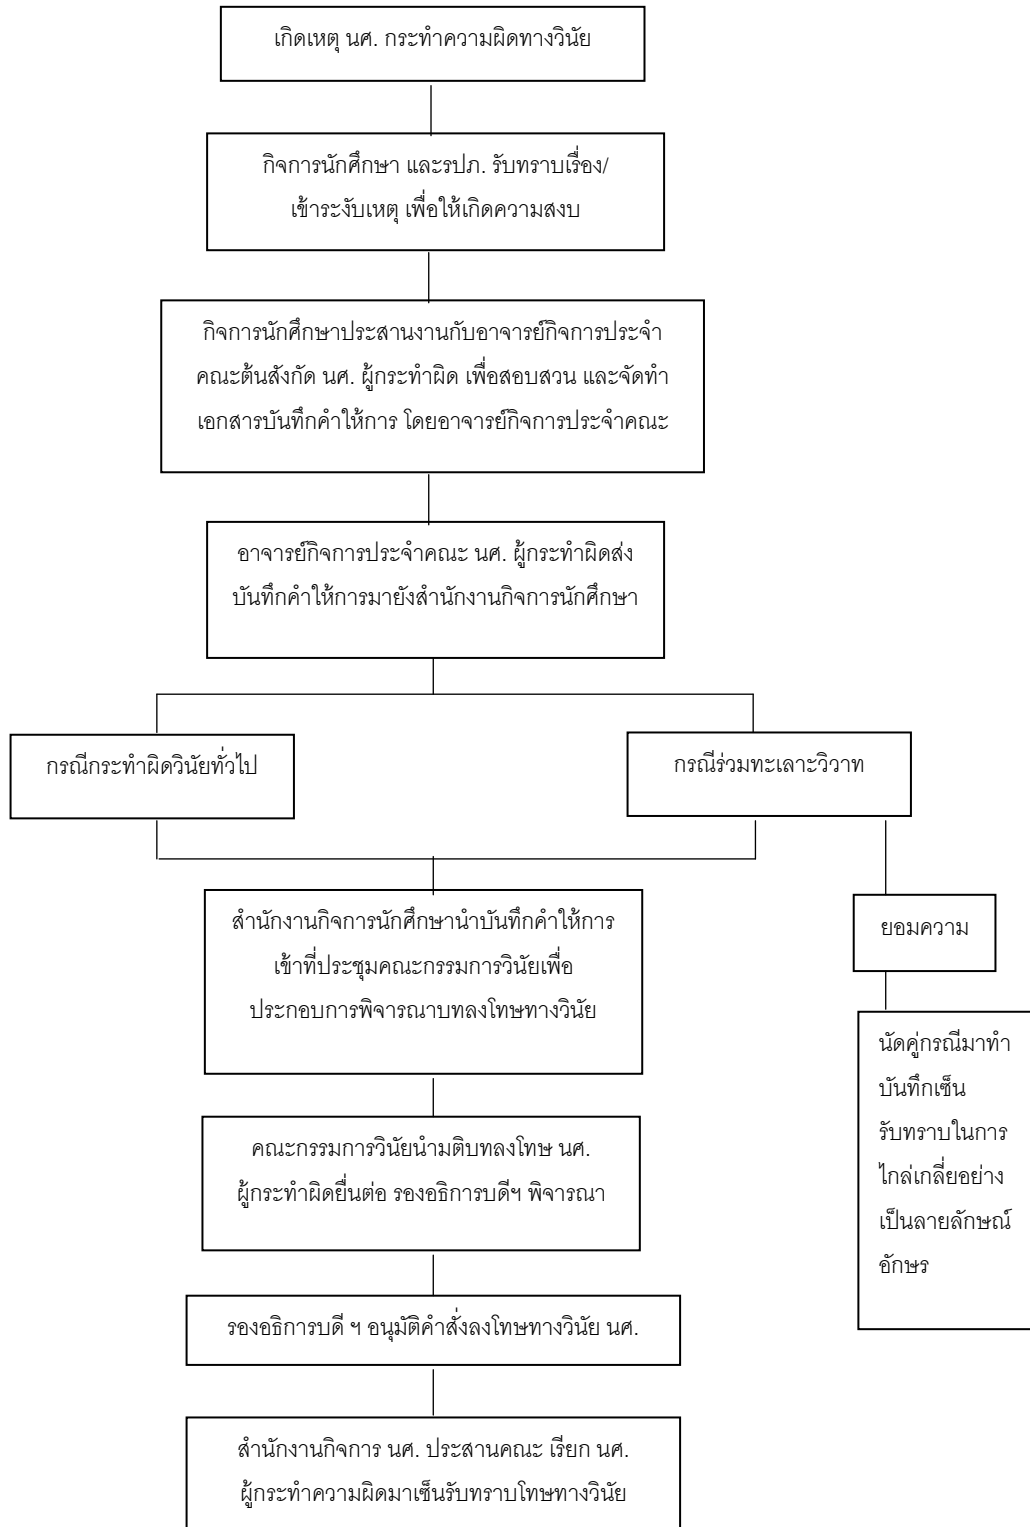 เกิดเหตุ นศ. กระทำความผิดทางวินัย
กิจการนักศึกษา และรปภ. รับทราบเรื่อง/
เข้าระงับเหตุ เพื่อให้เกิดความสงบ
กิจการนักศึกษาประสานงานกับอาจารย์กิจการประจำ
คณะต้นสังกัด นศ. ผู้กระทำผิด เพื่อสอบสวน และจัดทำ
เอกสารบันทึกคำให้การ โดยอาจารย์กิจการประจำคณะ
อาจารย์กิจการประจำคณะ นศ. ผู้กระทำผิดส่ง
บันทึกคำให้การมายังสำนักงานกิจการนักศึกษา
กรณีกระทำผิดวินัยทั่วไป
กรณีร่วมทะเลาะวิวาท
สำนักงานกิจการนักศึกษานำบันทึกคำให้การ
เข้าที่ประชุมคณะกรรมการวินัยเพื่อ
ประกอบการพิจารณาบทลงโทษทางวินัย
ยอมความ
นัดคู่กรณีมาทำ
บันทึกเซ็น
รับทราบในการ
ไกล่เกลี่ยอย่าง
เป็นลายลักษณ์
อักษร
คณะกรรมการวินัยนำมติบทลงโทษ นศ.
ผู้กระทำผิดยื่นต่อ รองอธิการบดีฯ พิจารณา
รองอธิการบดี ฯ อนุมัติคำสั่งลงโทษทางวินัย นศ.
สำนักงานกิจการ นศ. ประสานคณะ เรียก นศ.
ผู้กระทำความผิดมาเซ็นรับทราบโทษทางวินัย